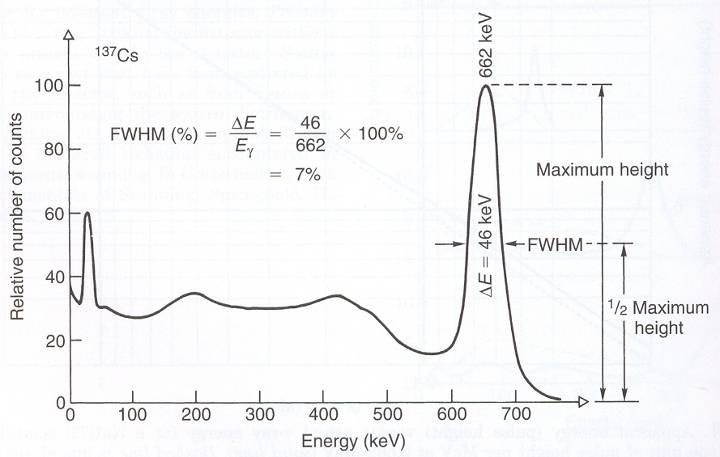 137Cs
662 keV
100
80
60
40
20
0
Relative number of counts
FWHM (%) = ΔE/Eγ = 46/662 × 100%
= 7%
Maximum height
ΔE = 46 keV
FWHM
1/2 Maximum
height
0 100 200 300 400 500 600 700
Energy (keV)